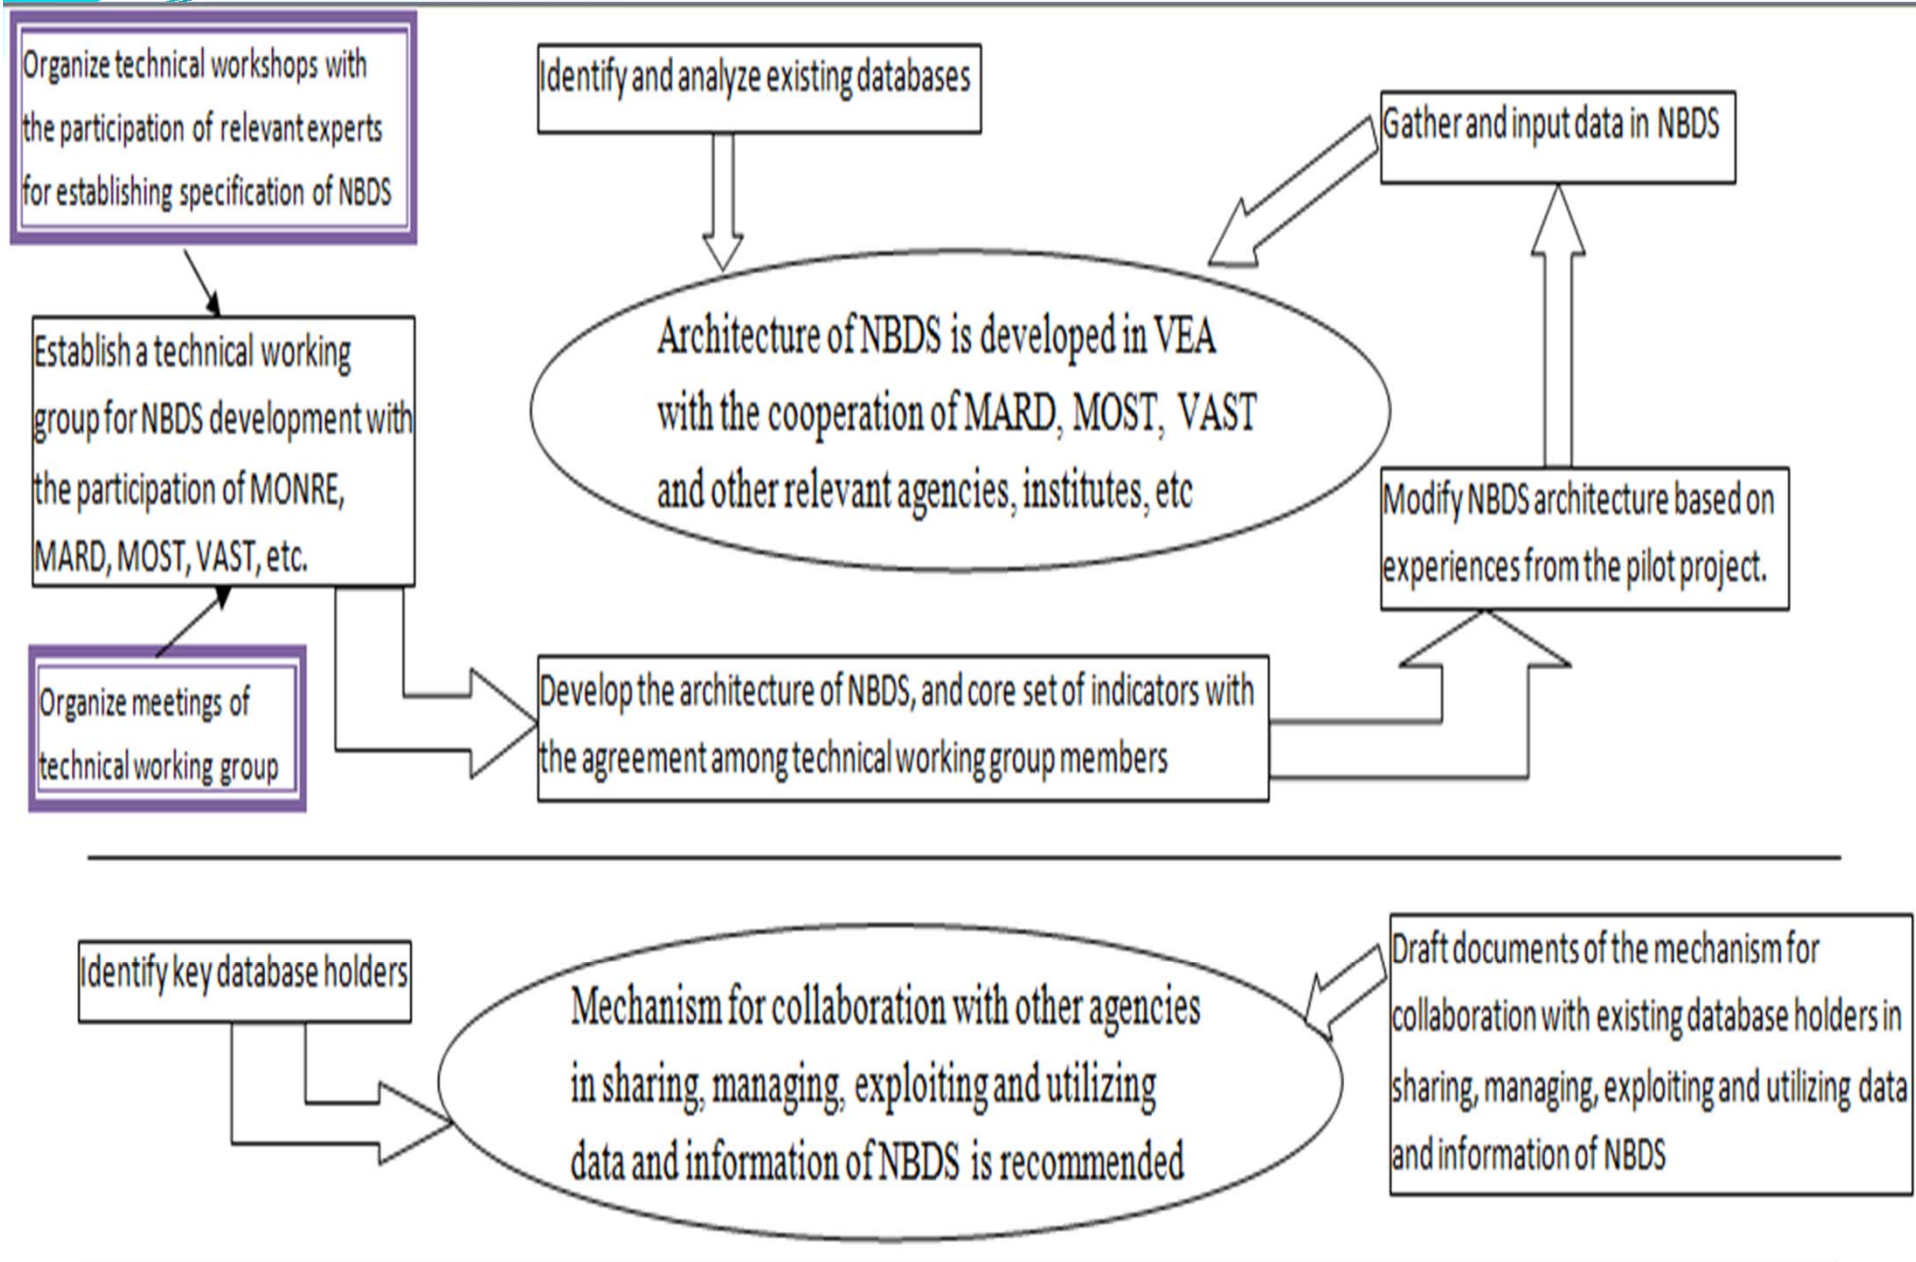 Organize technical workshops with
the participation of relevant experts
for establishing specification of NBDS
Identify and analyze existing databases
Gather and input data in NBDS
Establish a technical working
group for NBDS development with
the participation of MONRE,
MARD, MOST, VAST, etc.
Architecture of NBDS is developed in VEA
with the cooperation of MARD, MOST, VAST
and other relevant agencies, institutes, etc
Modify NBDS architecture based on
experiences from the pilot project.
Organize meetings of
technical working group
Develop the architecture of NBDS, and core set of indicators with
the agreement among technical working group members
Identify key database holders
Mechanism for collaboration with other agencies
in sharing, managing, exploiting and utilizing
data and information of NBDS is recommended
Draft documents of the mechanism for
collaboration with existing database holders in
sharing, managing, exploiting and utilizing data
and information of NBDS